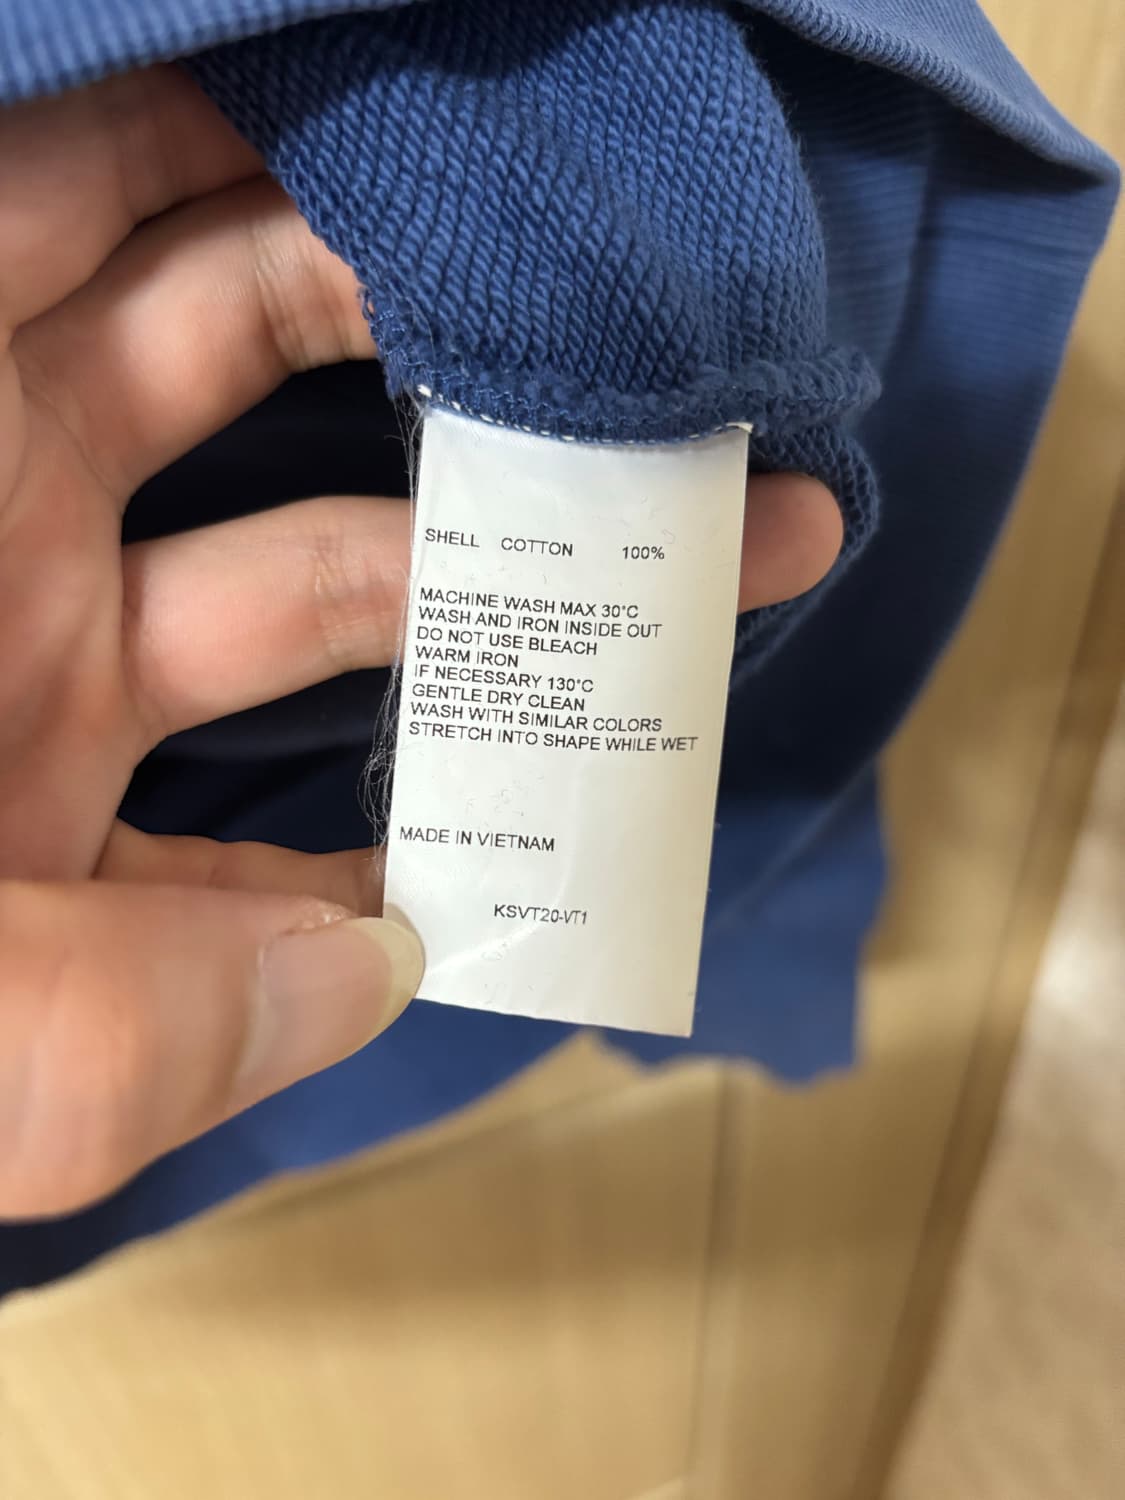 SHELL COTTON 100%
MACHINE WASH MAX 30°C
WASH AND IRON INSIDE OUT
DO NOT USE BLEACH
WARM IRON
IF NECESSARY 130°C
GENTLE DRY CLEAN
WASH WITH SIMILAR COLORS
STRETCH INTO SHAPE WHILE WET
MADE IN VIETNAM
KSVT20-VT1